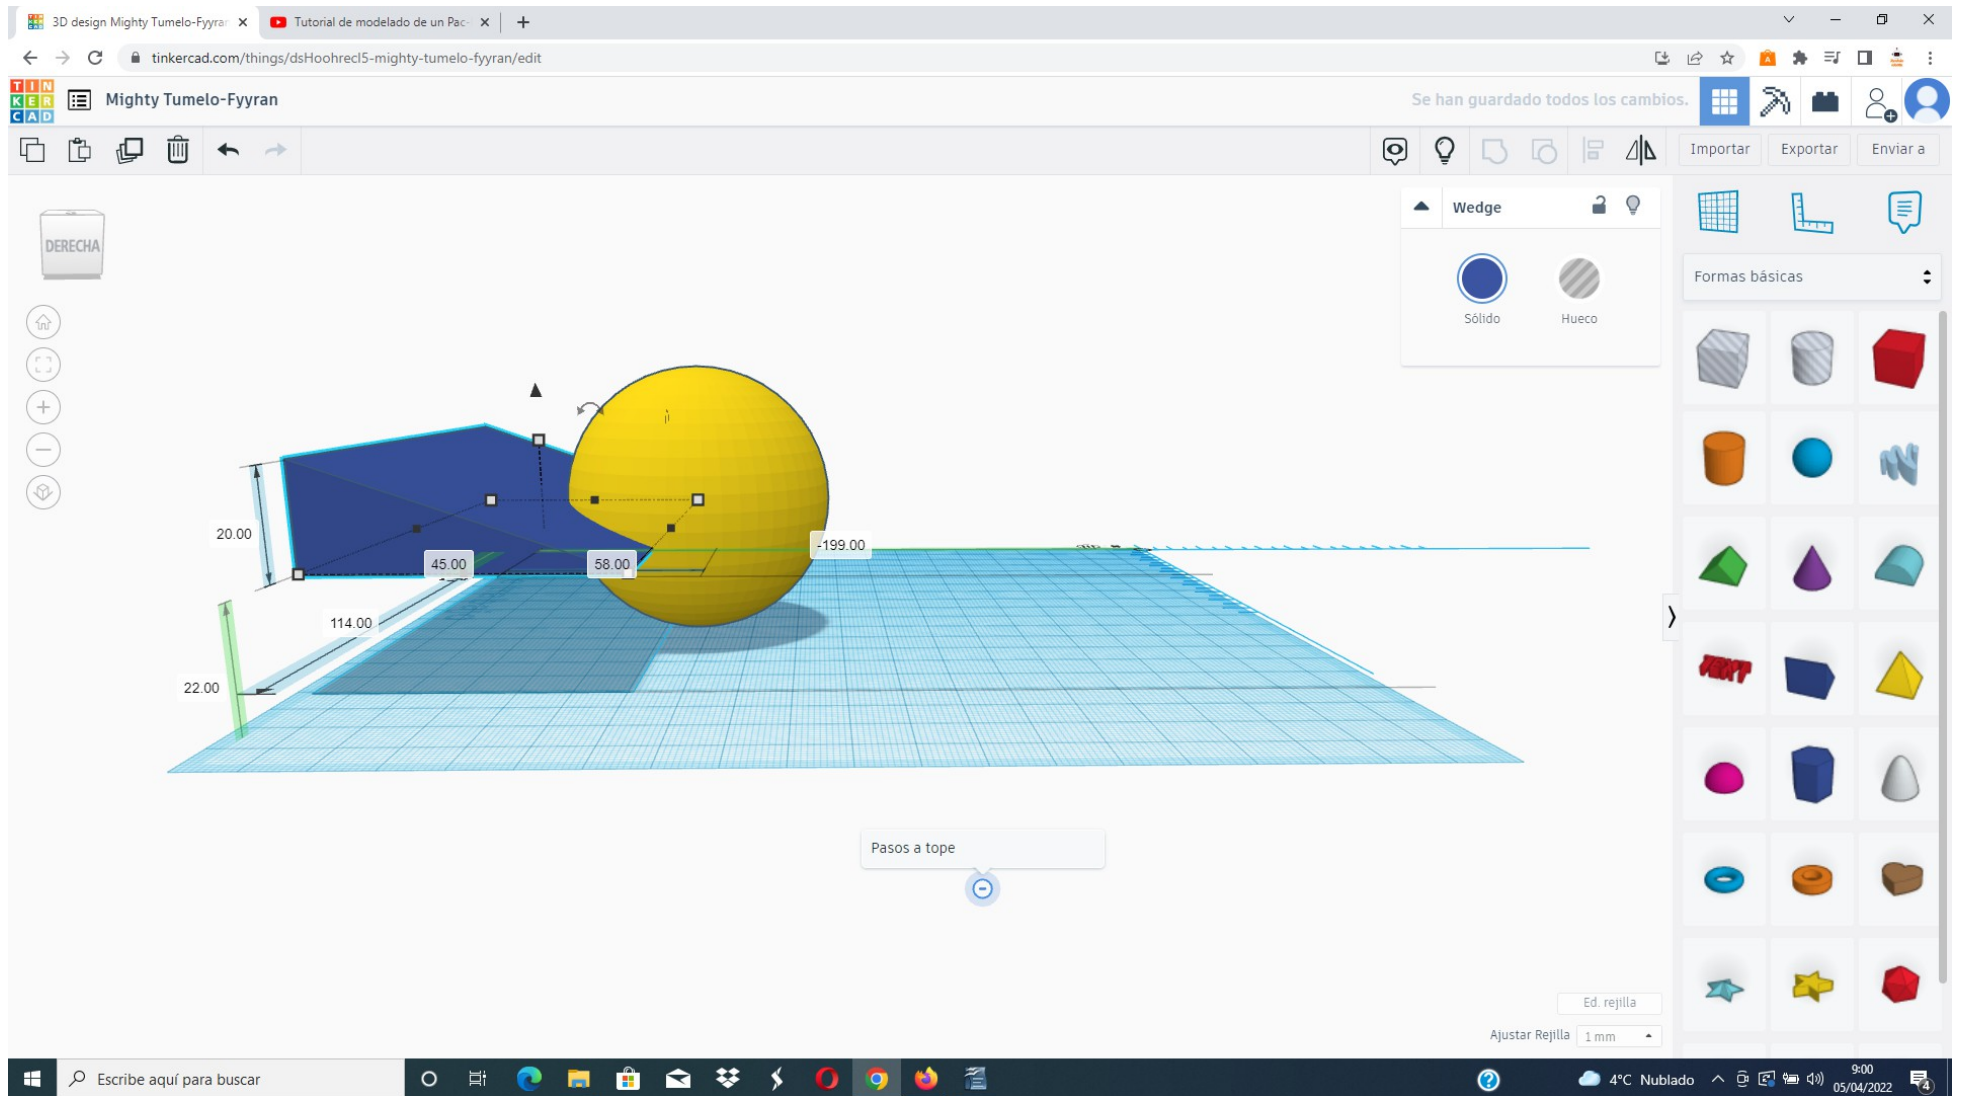 3D design Mighty Tumelo-Fyyran
Tutorial de modelado de un Pac-
tinkercad.com/things/dsHoohrecl5-mighty-tumelo-fyyran/edit
TIN
KER
CAD
Mighty Tumelo-Fyyran
Se han guardado todos los cambios.
Importar
Exportar
Enviar a
DERECHA
Wedge
Sólido
Hueco
Formas básicas
20.00
45.00
58.00
-199.00
114.00
22.00
TEXT
Pasos a tope
Ed. rejilla
Ajustar Rejilla
1 mm
Escribe aquí para buscar
4°C Nublado
9:00
05/04/2022
4